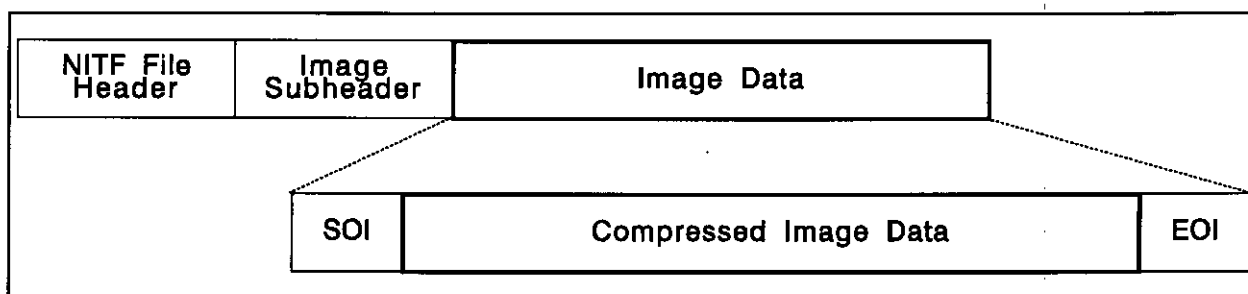 NITF File
Header
Image
Subheader
Image Data
SOI
Compressed Image Data
EOI